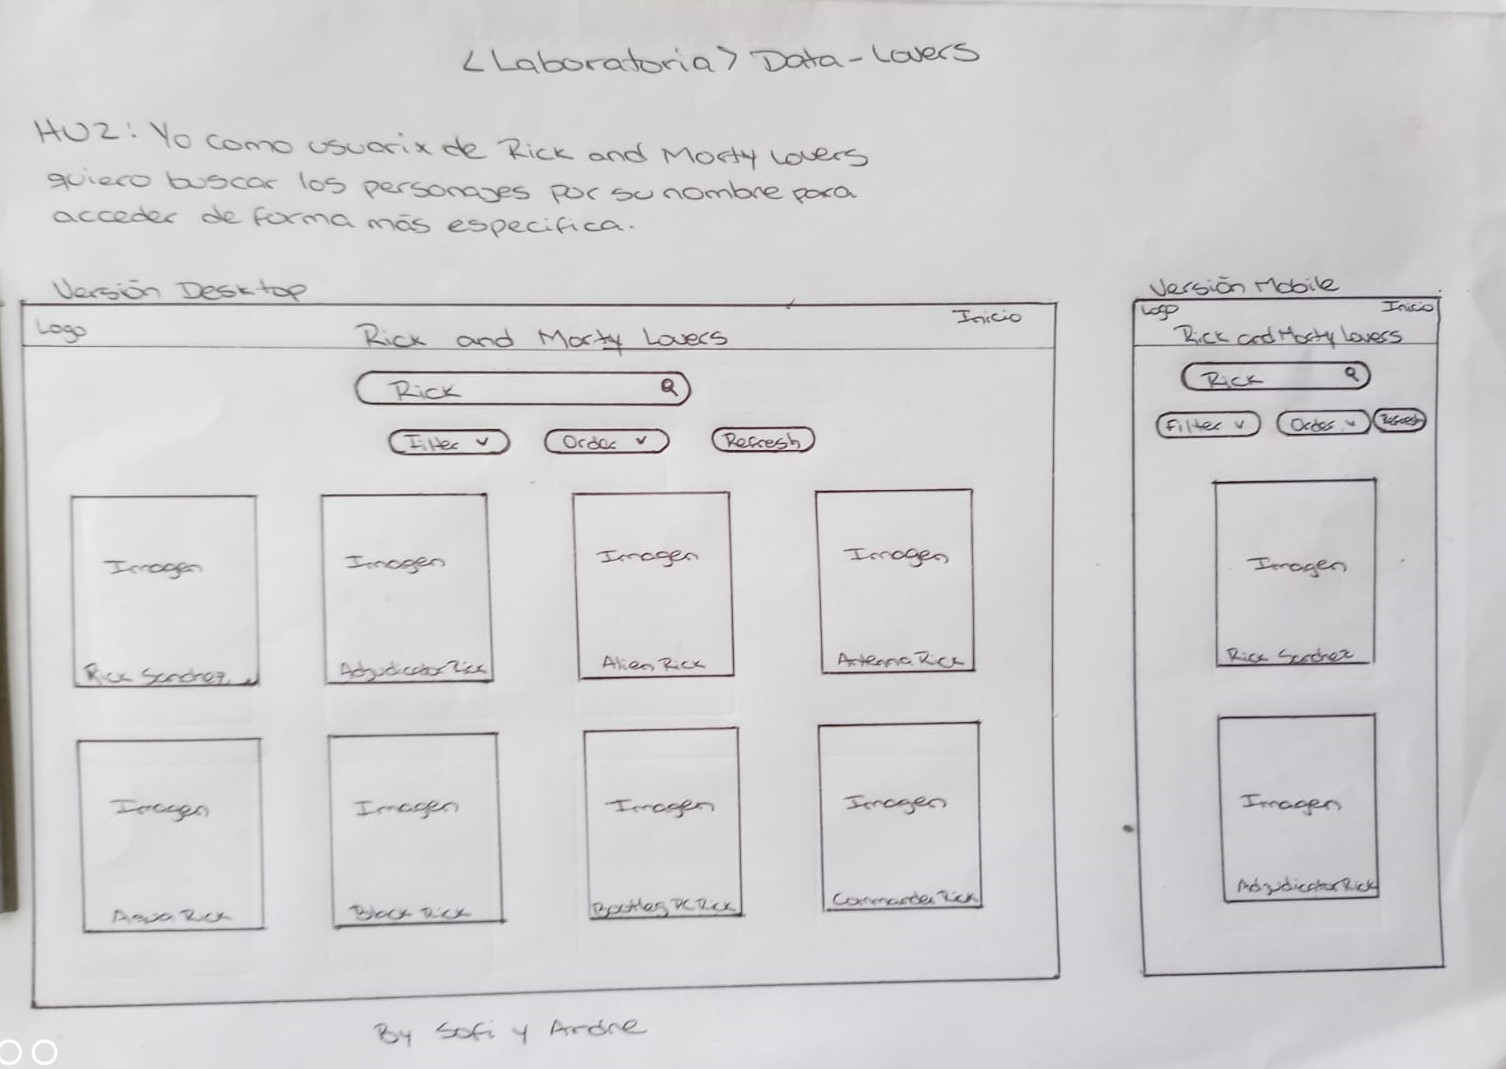 <Laboratoria> Data-Lovers
HU2: Yo como usuarix de Rick and Morty Lovers
quiero buscar los personajes por su nombre para
acceder de forma más especifica.
Versión Desktop
Logo
Rick and Morty Lovers
Inicio
Rick
Filter
Order
Refresh
Imagen
Imagen
Imagen
Imagen
Rick Sanchez
Adjudicator Rick
Alien Rick
Antenna Rick
Imagen
Imagen
Imagen
Imagen
Aqua Rick
Black Rick
Bootleg PC Rick
Commander Rick
Versión Mobile
Logo
Inicio
Rick and Morty Lovers
Rick
Filter
Order
Refresh
Imagen
Rick Sanchez
Imagen
Adjudicator Rick
By Sofi y Andre